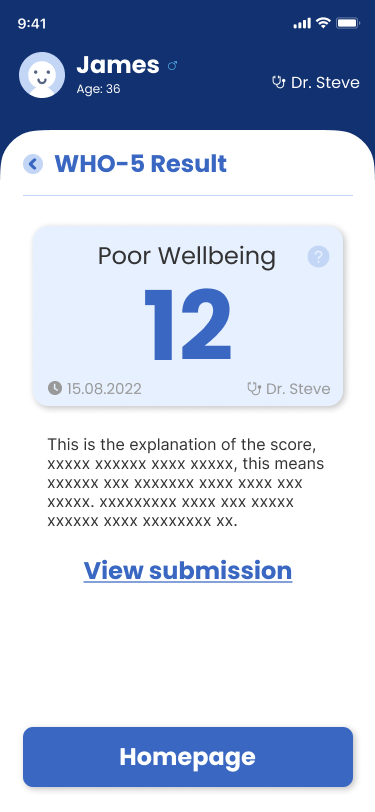 9:41
James
Age: 36
Dr. Steve
WHO-5 Result
Poor Wellbeing
?
12
15.08.2022
Dr. Steve
This is the explanation of the score,
xxxxx xxxxxx xxxx xxxxx, this means
xxxxxx xxx xxxxxxx xxxx xxxx xxx
xxxxx. xxxxxxxxx xxxx xxx xxxxx
xxxxxx xxxx xxxxxxxx xx.
View submission
Homepage